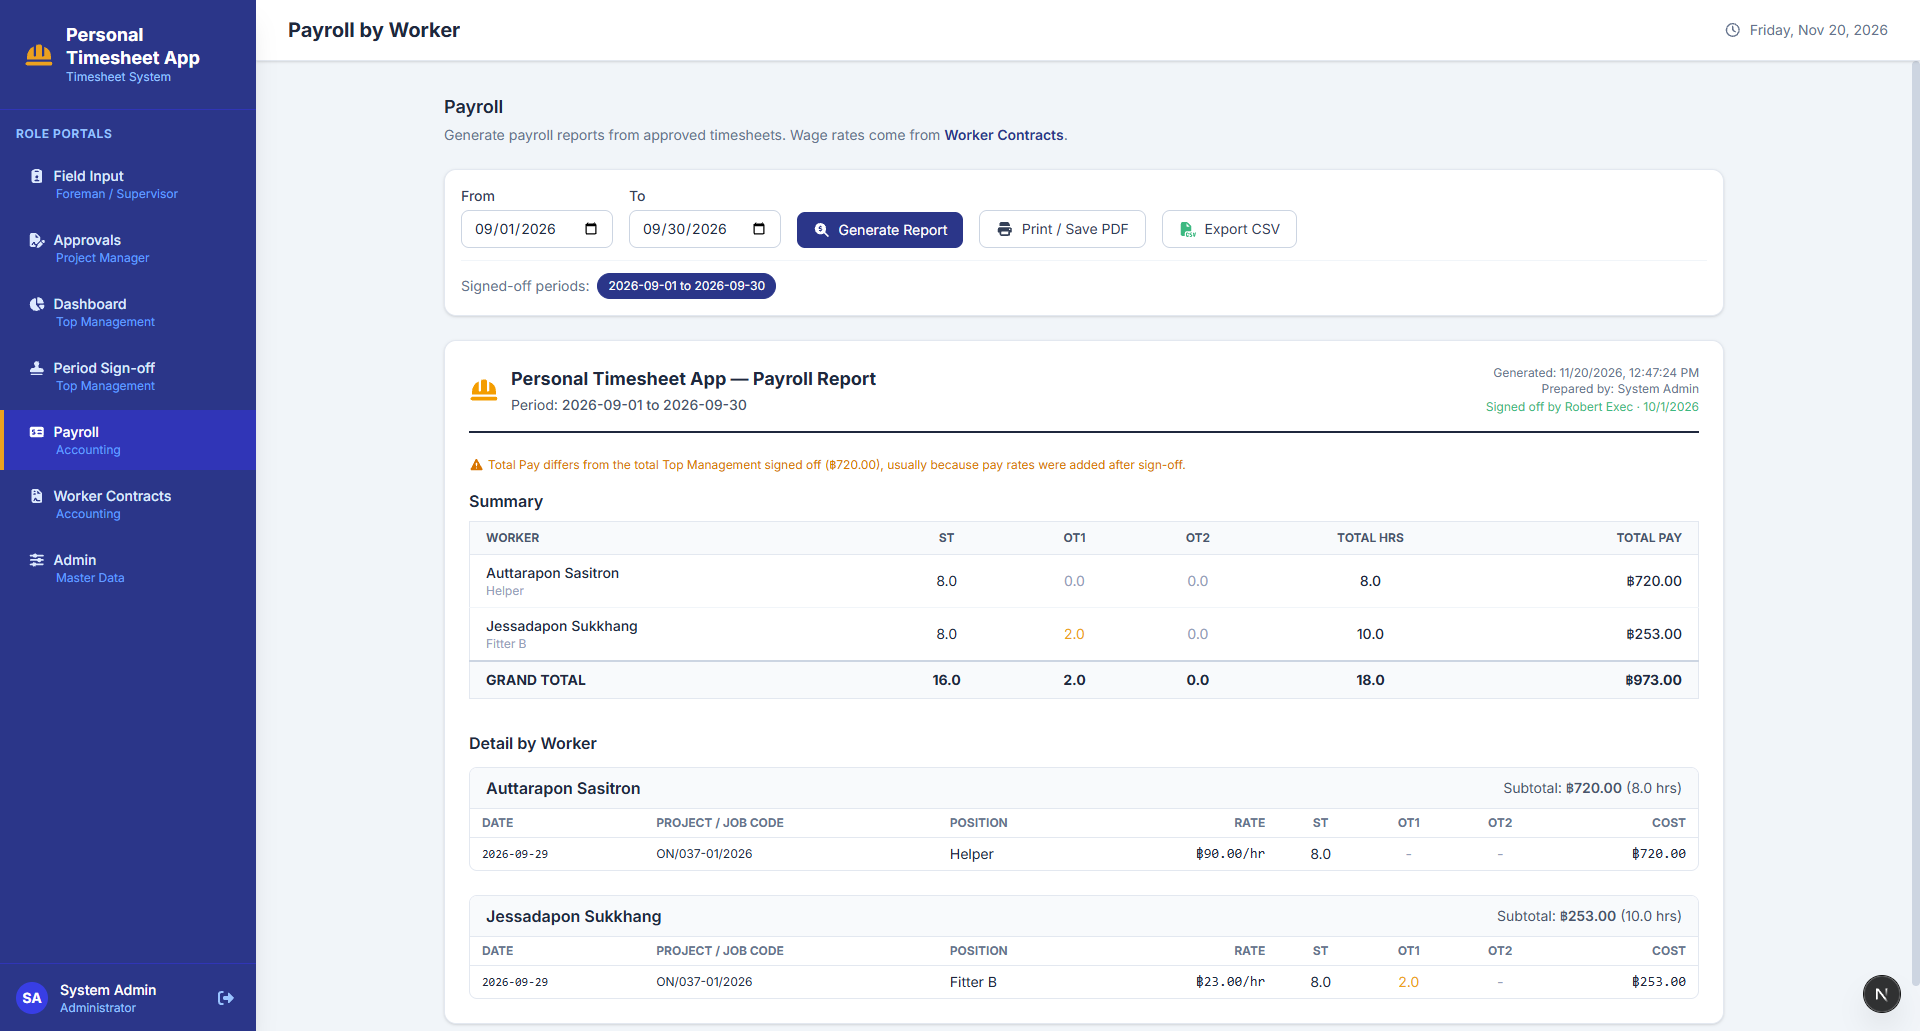 Personal
Timesheet App
Timesheet System
ROLE PORTALS
Field Input
Foreman / Supervisor
Approvals
Project Manager
Dashboard
Top Management
Period Sign-off
Top Management
Payroll
Accounting
Worker Contracts
Accounting
Admin
Master Data
SA
System Admin
Administrator
Payroll by Worker
Friday, Nov 20, 2026
Payroll
Generate payroll reports from approved timesheets. Wage rates come from Worker Contracts.
From To
09/01/2026 09/30/2026 Generate Report Print / Save PDF CSV Export CSV
Signed-off periods: 2026-09-01 to 2026-09-30
Personal Timesheet App — Payroll Report
Period: 2026-09-01 to 2026-09-30
Generated: 11/20/2026, 12:47:24 PM
Prepared by: System Admin
Signed off by Robert Exec · 10/1/2026
Total Pay differs from the total Top Management signed off (฿720.00), usually because pay rates were added after sign-off.
Summary
WORKER ST OT1 OT2 TOTAL HRS TOTAL PAY
Auttarapon Sasitron 8.0 0.0 0.0 8.0 ฿720.00
Helper
Jessadapon Sukkhang 8.0 2.0 0.0 10.0 ฿253.00
Fitter B
GRAND TOTAL 16.0 2.0 0.0 18.0 ฿973.00
Detail by Worker
Auttarapon Sasitron Subtotal: ฿720.00 (8.0 hrs)
DATE PROJECT / JOB CODE POSITION RATE ST OT1 OT2 COST
2026-09-29 ON/037-01/2026 Helper ฿90.00/hr 8.0 - - ฿720.00
Jessadapon Sukkhang Subtotal: ฿253.00 (10.0 hrs)
DATE PROJECT / JOB CODE POSITION RATE ST OT1 OT2 COST
2026-09-29 ON/037-01/2026 Fitter B ฿23.00/hr 8.0 2.0 - ฿253.00
N